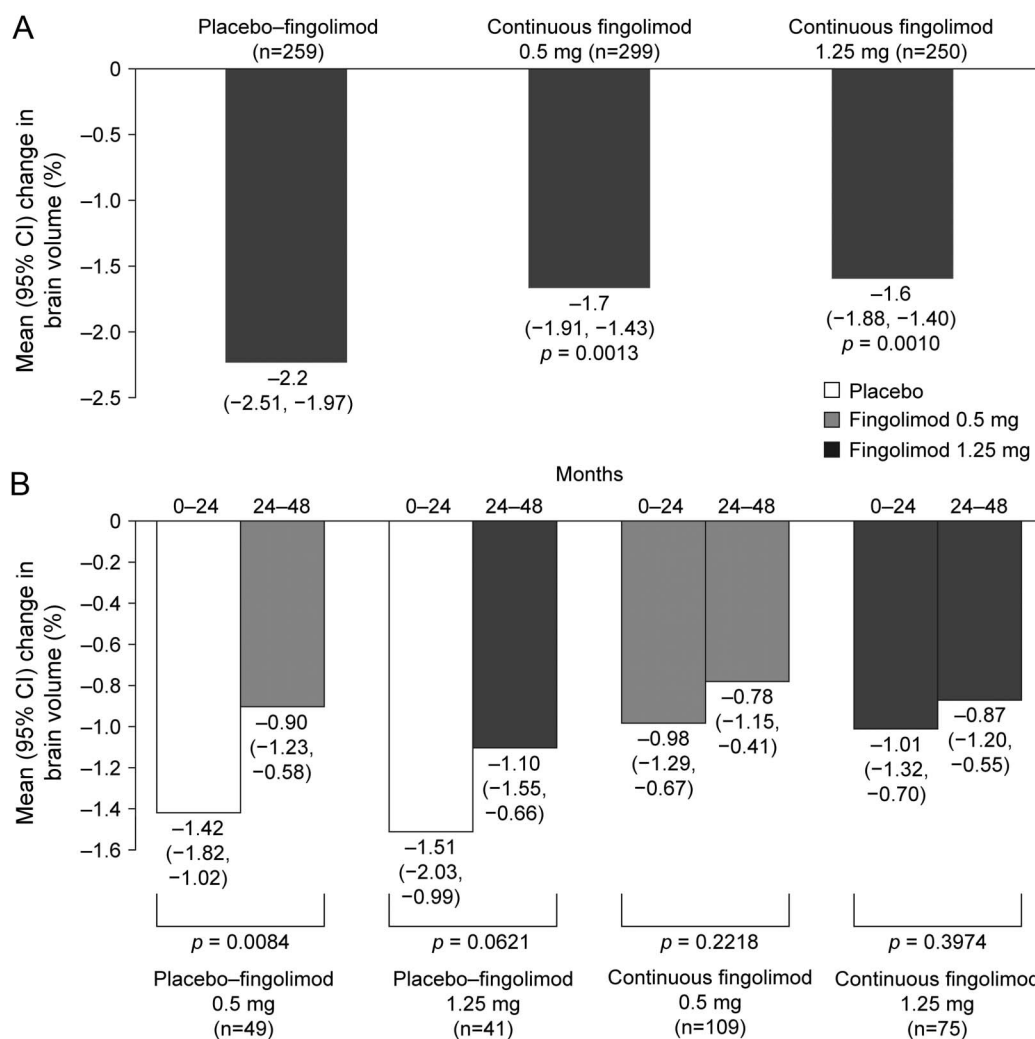 A
Placebo–fingolimod
(n=259)
Continuous fingolimod
0.5 mg (n=299)
Continuous fingolimod
1.25 mg (n=250)
Mean (95% CI) change in
brain volume (%)
0
–0.5
–1.0
–1.5
–2.0
–2.5
–2.2
(−2.51, −1.97)
–1.7
(−1.91, −1.43)
p = 0.0013
–1.6
(−1.88, −1.40)
p = 0.0010
Placebo
Fingolimod 0.5 mg
Fingolimod 1.25 mg
B
Months
0–24
24–48
0–24
24–48
0–24
24–48
0–24
24–48
Mean (95% CI) change in
brain volume (%)
0
–0.2
–0.4
–0.6
–0.8
–1.0
–1.2
–1.4
–1.6
–1.42
(−1.82,
−1.02)
–0.90
(−1.23,
−0.58)
–1.51
(−2.03,
−0.99)
–1.10
(−1.55,
−0.66)
–0.98
(−1.29,
−0.67)
–0.78
(−1.15,
−0.41)
–1.01
(−1.32,
−0.70)
–0.87
(−1.20,
−0.55)
p = 0.0084
p = 0.0621
p = 0.2218
p = 0.3974
Placebo–fingolimod
0.5 mg
(n=49)
Placebo–fingolimod
1.25 mg
(n=41)
Continuous fingolimod
0.5 mg
(n=109)
Continuous fingolimod
1.25 mg
(n=75)